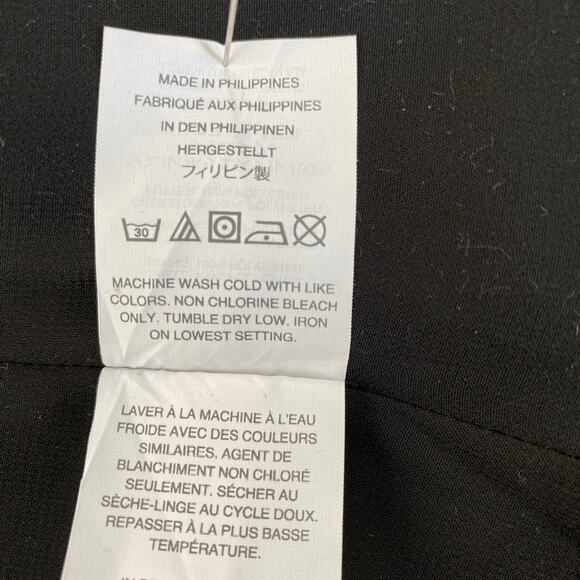 MADE IN PHILIPPINES
FABRIQUÉ AUX PHILIPPINES
IN DEN PHILIPPINEN
HERGESTELLT
フィリピン製
30
MACHINE WASH COLD WITH LIKE
COLORS. NON CHLORINE BLEACH
ONLY. TUMBLE DRY LOW. IRON
ON LOWEST SETTING.
LAVER À LA MACHINE À L'EAU
FROIDE AVEC DES COULEURS
SIMILAIRES. AGENT DE
BLANCHIMENT NON CHLORÉ
SEULEMENT. SÉCHER AU
SÈCHE-LINGE AU CYCLE DOUX.
REPASSER À LA PLUS BASSE
TEMPÉRATURE.